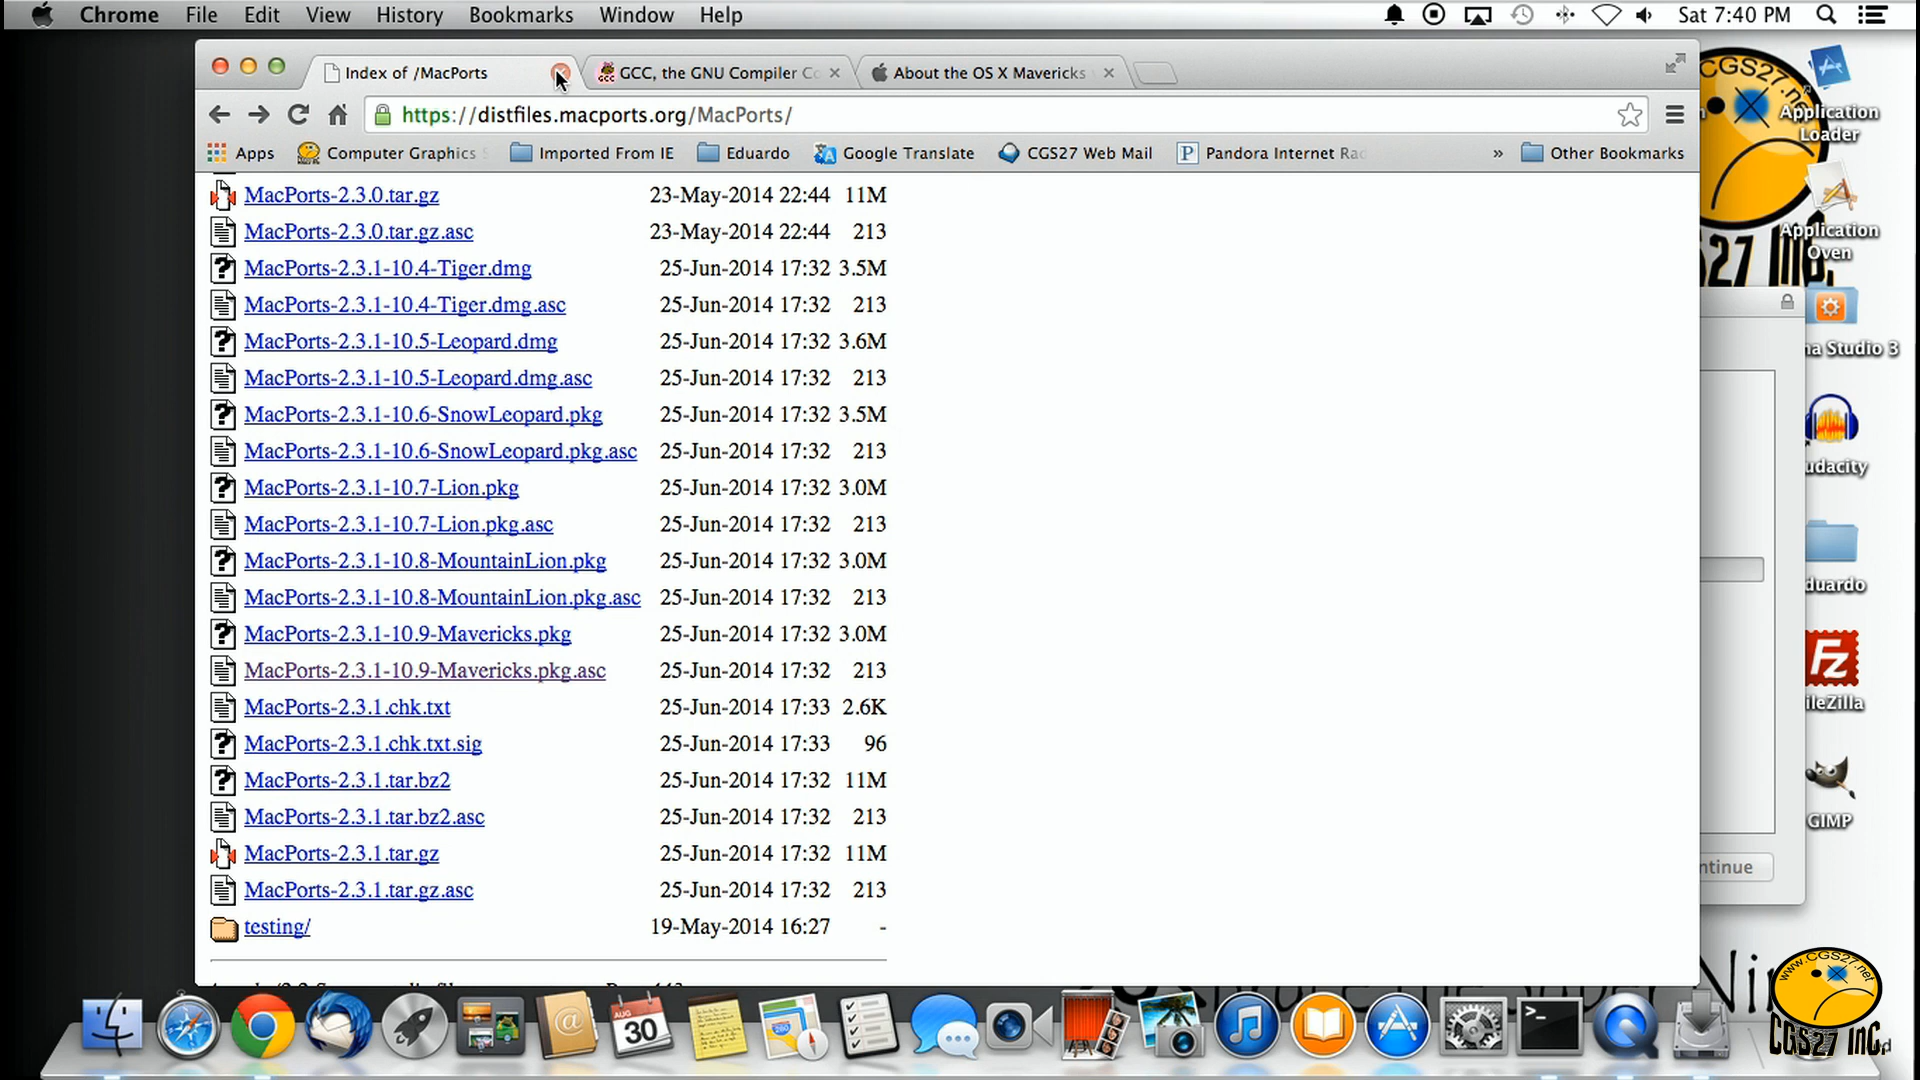 Chrome File Edit View History Bookmarks Window Help Sat 7:40 PM
Index of /MacPorts
GCC, the GNU Compiler Co
About the OS X Mavericks
https://distfiles.macports.org/MacPorts/
Apps Computer Graphics Imported From IE Eduardo Google Translate CGS27 Web Mail Pandora Internet Ra » Other Bookmarks
MacPorts-2.3.0.tar.gz 23-May-2014 22:44 11M
MacPorts-2.3.0.tar.gz.asc 23-May-2014 22:44 213
MacPorts-2.3.1-10.4-Tiger.dmg 25-Jun-2014 17:32 3.5M
MacPorts-2.3.1-10.4-Tiger.dmg.asc 25-Jun-2014 17:32 213
MacPorts-2.3.1-10.5-Leopard.dmg 25-Jun-2014 17:32 3.6M
MacPorts-2.3.1-10.5-Leopard.dmg.asc 25-Jun-2014 17:32 213
MacPorts-2.3.1-10.6-SnowLeopard.pkg 25-Jun-2014 17:32 3.5M
MacPorts-2.3.1-10.6-SnowLeopard.pkg.asc 25-Jun-2014 17:32 213
MacPorts-2.3.1-10.7-Lion.pkg 25-Jun-2014 17:32 3.0M
MacPorts-2.3.1-10.7-Lion.pkg.asc 25-Jun-2014 17:32 213
MacPorts-2.3.1-10.8-MountainLion.pkg 25-Jun-2014 17:32 3.0M
MacPorts-2.3.1-10.8-MountainLion.pkg.asc 25-Jun-2014 17:32 213
MacPorts-2.3.1-10.9-Mavericks.pkg 25-Jun-2014 17:32 3.0M
MacPorts-2.3.1-10.9-Mavericks.pkg.asc 25-Jun-2014 17:32 213
MacPorts-2.3.1.chk.txt 25-Jun-2014 17:33 2.6K
MacPorts-2.3.1.chk.txt.sig 25-Jun-2014 17:33 96
MacPorts-2.3.1.tar.bz2 25-Jun-2014 17:32 11M
MacPorts-2.3.1.tar.bz2.asc 25-Jun-2014 17:32 213
MacPorts-2.3.1.tar.gz 25-Jun-2014 17:32 11M
MacPorts-2.3.1.tar.gz.asc 25-Jun-2014 17:32 213
testing/ 19-May-2014 16:27 -
CGS27.net
Application
Loader
Application
Oven
S27 INC.
na Studio 3
udacity
Eduardo
ileZilla
GIMP
ntinue
AUG
30
www.CGS27.net
CGS27 INC.